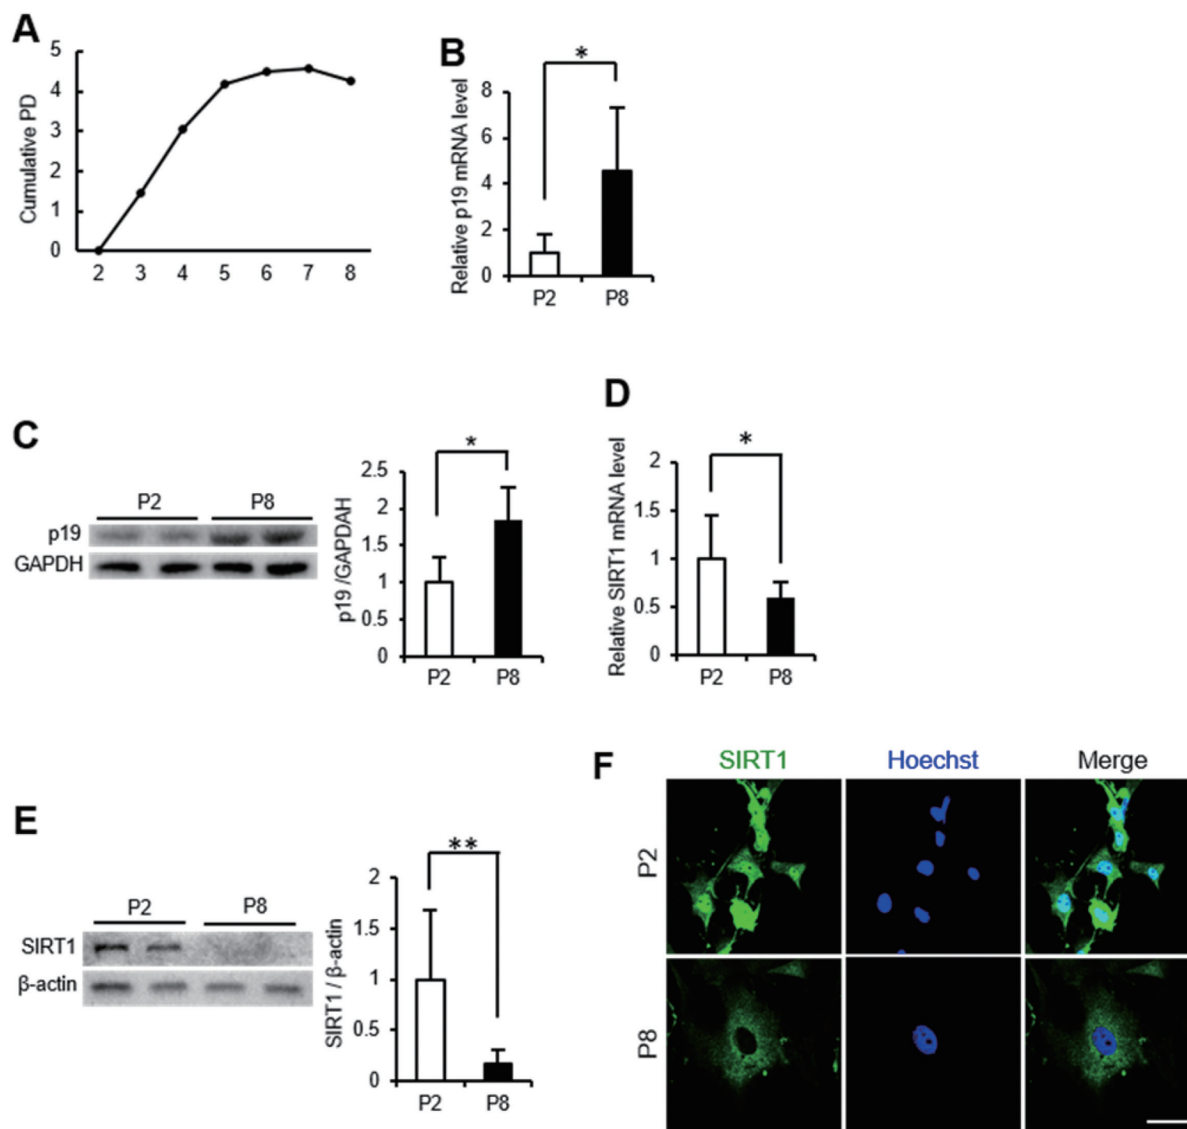 A
Cumulative PD
5
4
3
2
1
0
2 3 4 5 6 7 8
B
Relative p19 mRNA level
8
6
4
2
0
*
P2 P8
C
P2 P8
p19
GAPDH
p19 /GAPDAH
2.5
2
1.5
1
0.5
0
*
P2 P8
D
Relative SIRT1 mRNA level
2
1.5
1
0.5
0
*
P2 P8
E
P2 P8
SIRT1
β-actin
SIRT1 / β-actin
2
1
0.5
0
**
P2 P8
F
SIRT1 Hoechst Merge
P2
P8